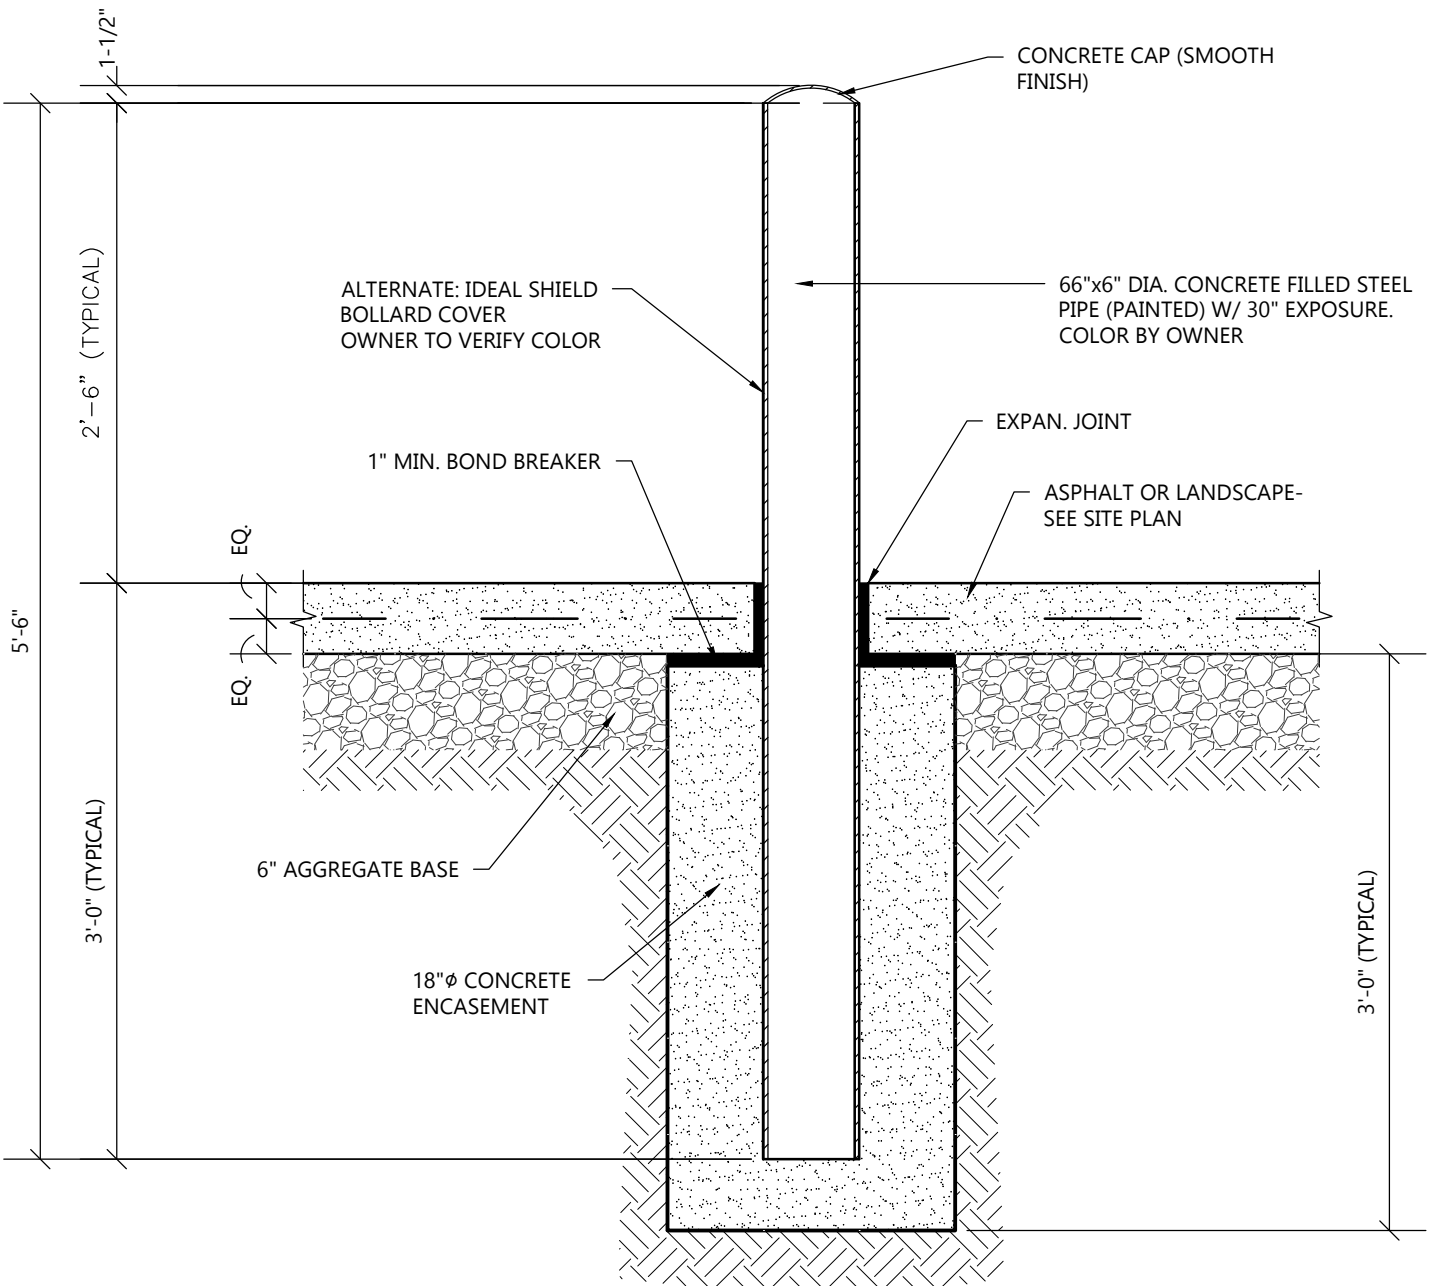 1-1/2"
CONCRETE CAP (SMOOTH
FINISH)
2'-6" (TYPICAL)
ALTERNATE: IDEAL SHIELD
BOLLARD COVER
OWNER TO VERIFY COLOR
66"x6" DIA. CONCRETE FILLED STEEL
PIPE (PAINTED) W/ 30" EXPOSURE.
COLOR BY OWNER
EXPAN. JOINT
1" MIN. BOND BREAKER
ASPHALT OR LANDSCAPE-
SEE SITE PLAN
EQ.
5'-6"
EQ.
3'-0" (TYPICAL)
6" AGGREGATE BASE
3'-0" (TYPICAL)
18"ø CONCRETE
ENCASEMENT